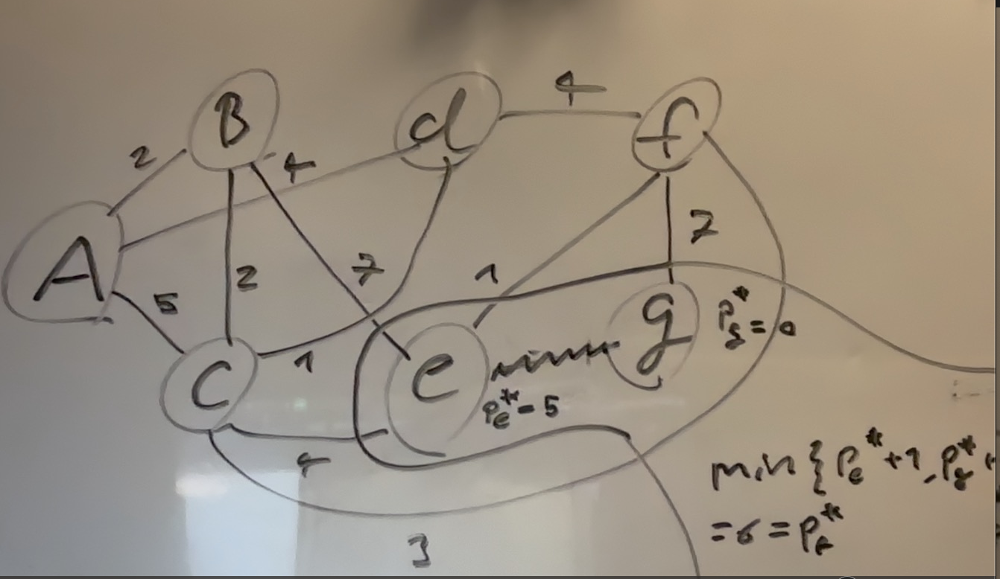 B
d
4
f
2
4
A
7
1
7
5
2
C
1
e
g
p*g = 0
p*e = 5
4
3
min { p*e + 1, p*g +
= 6 = p*f